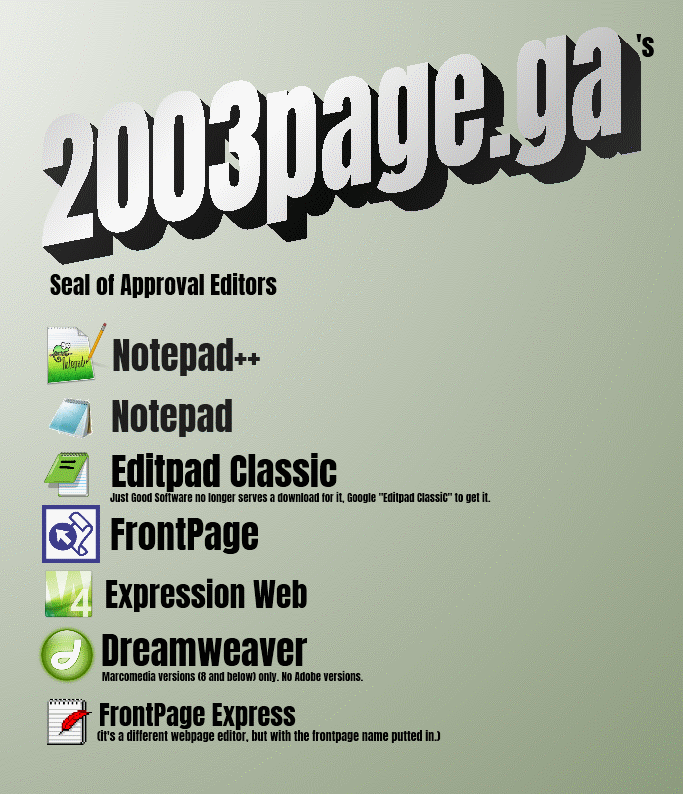 2003page.ga's
Seal of Approval Editors
Notepad++
Notepad
Editpad Classic
Just Good Software no longer serves a download for it, Google "Editpad Classic" to get it.
FrontPage
W4
Expression Web
Dreamweaver
Marcomedia versions (8 and below) only. No Adobe versions.
FrontPage Express
(it's a different webpage editor, but with the frontpage name putted in.)